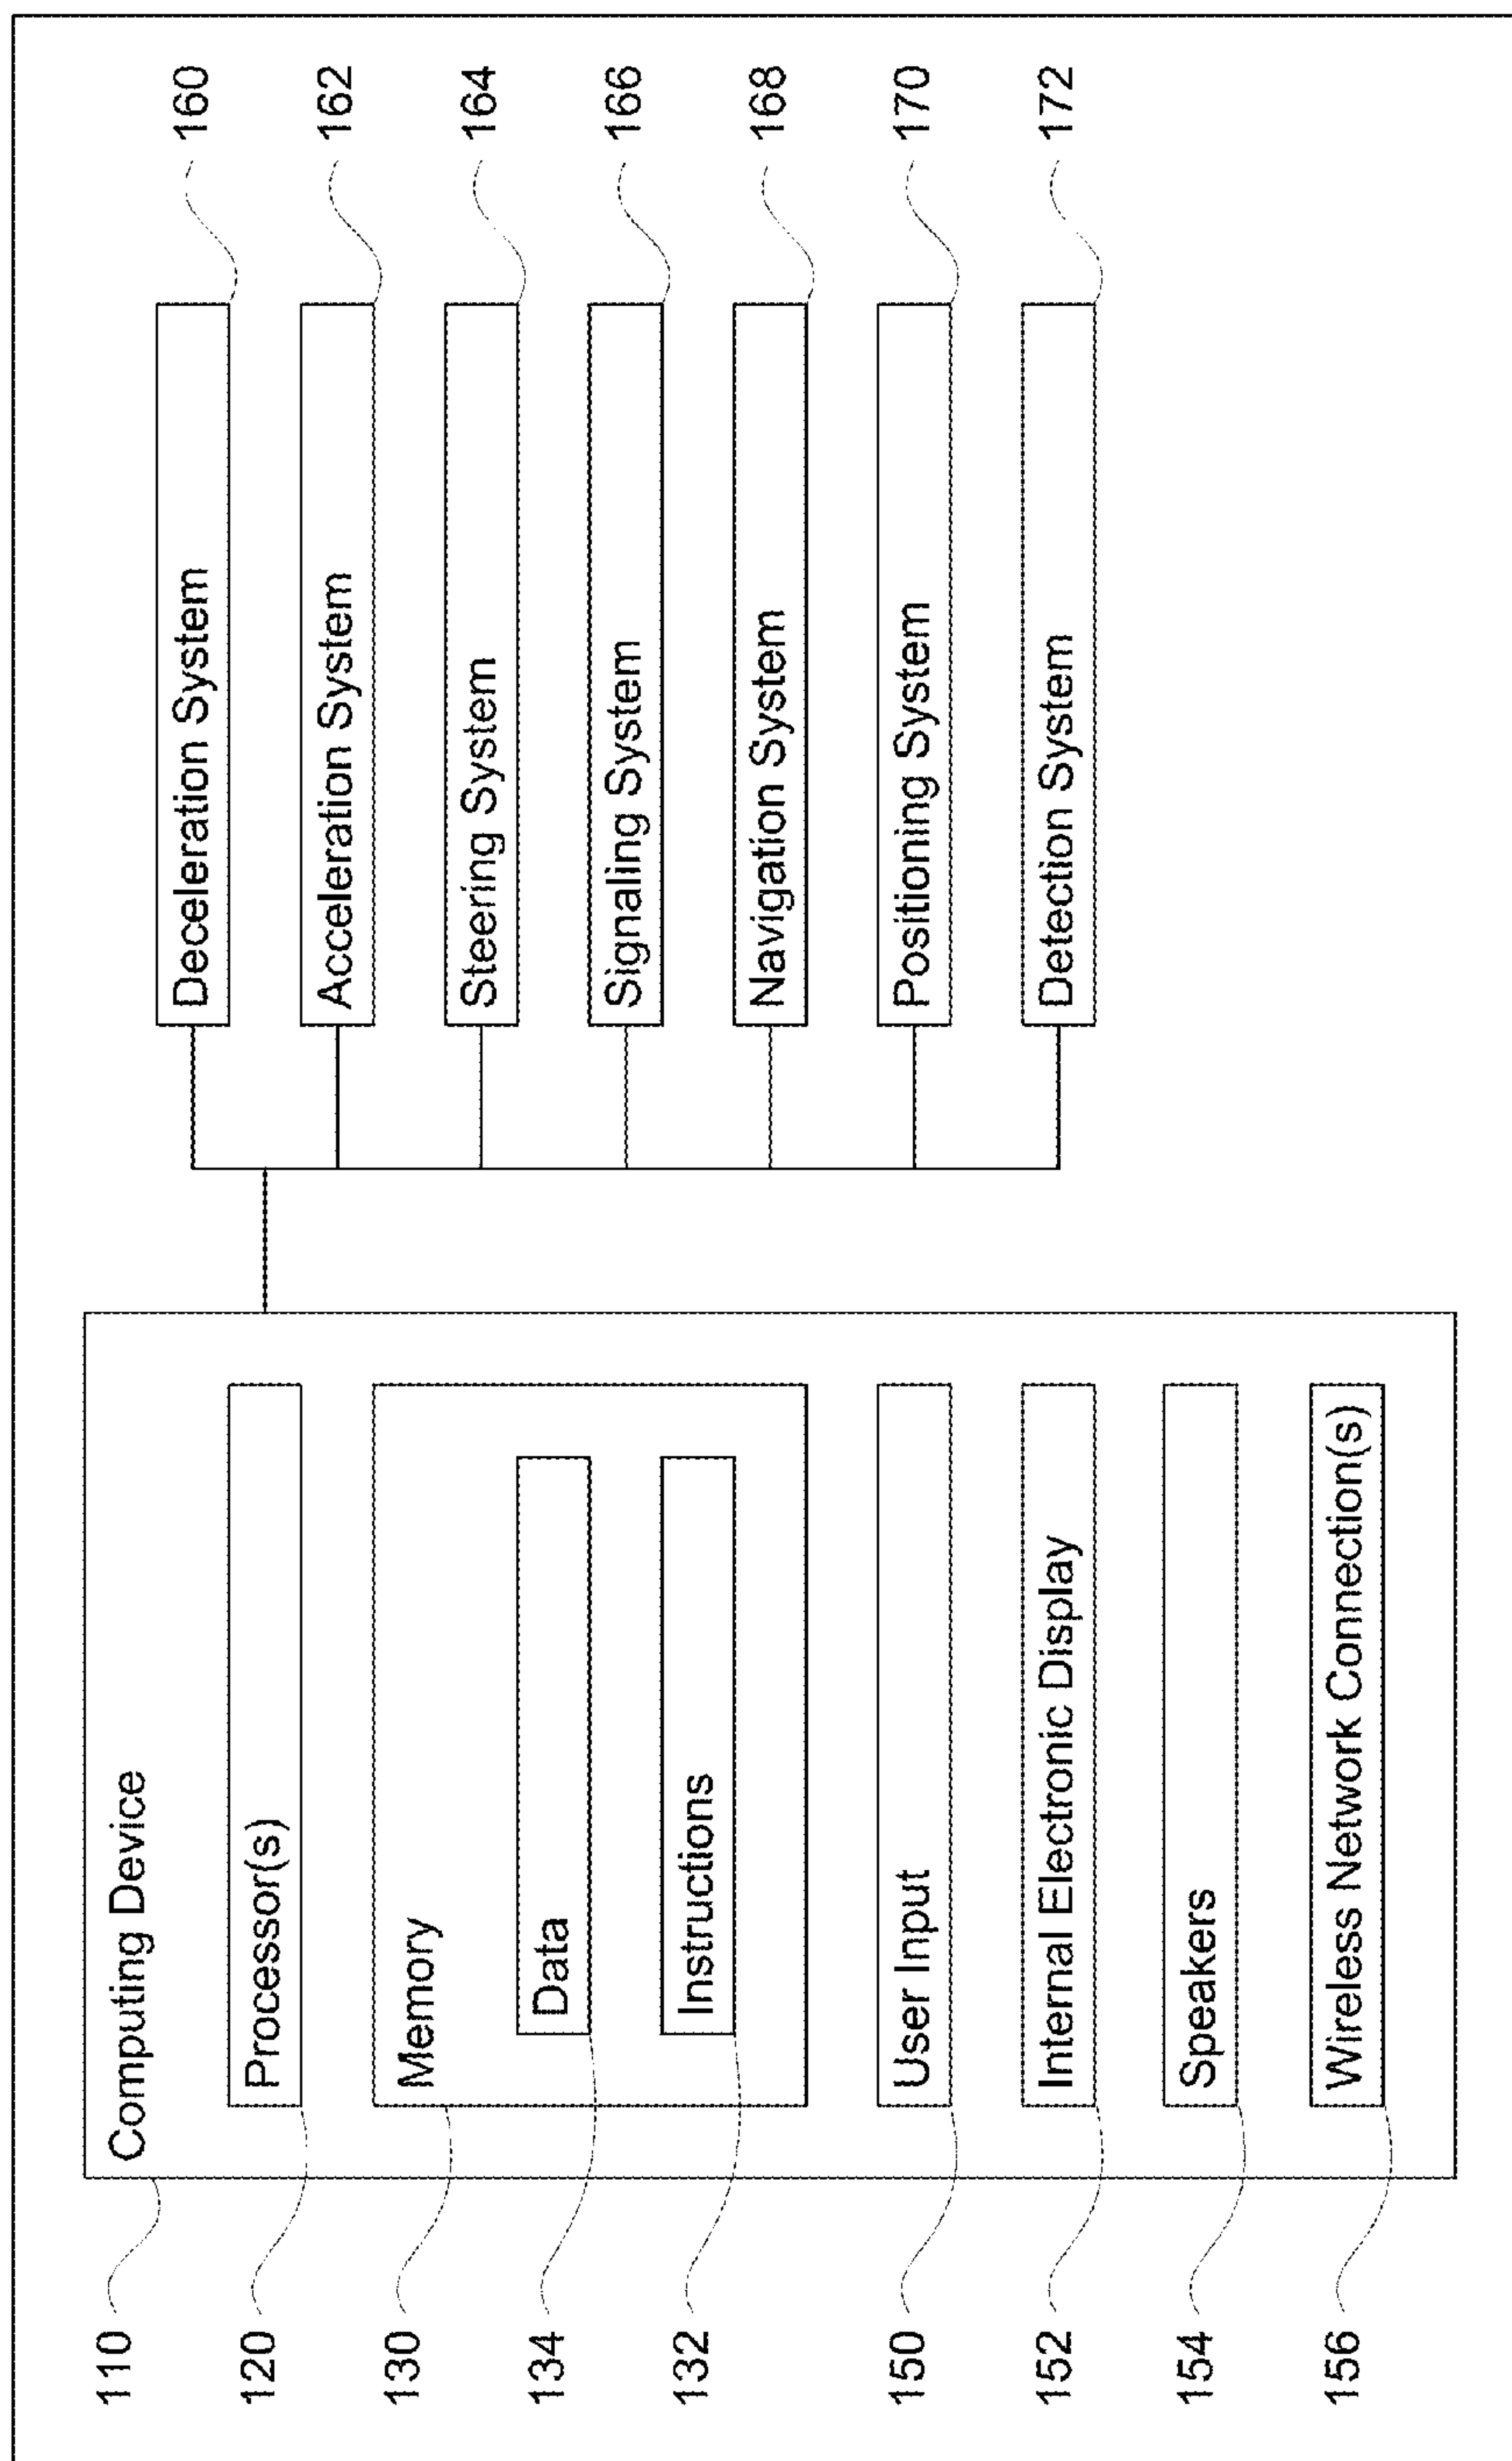 110
Computing Device
120
Processor(s)
130
Memory
134
Data
132
Instructions
150
User Input
152
Internal Electronic Display
154
Speakers
156
Wireless Network Connection(s)
Deceleration System
160
Acceleration System
162
Steering System
164
Signaling System
166
Navigation System
168
Positioning System
170
Detection System
172